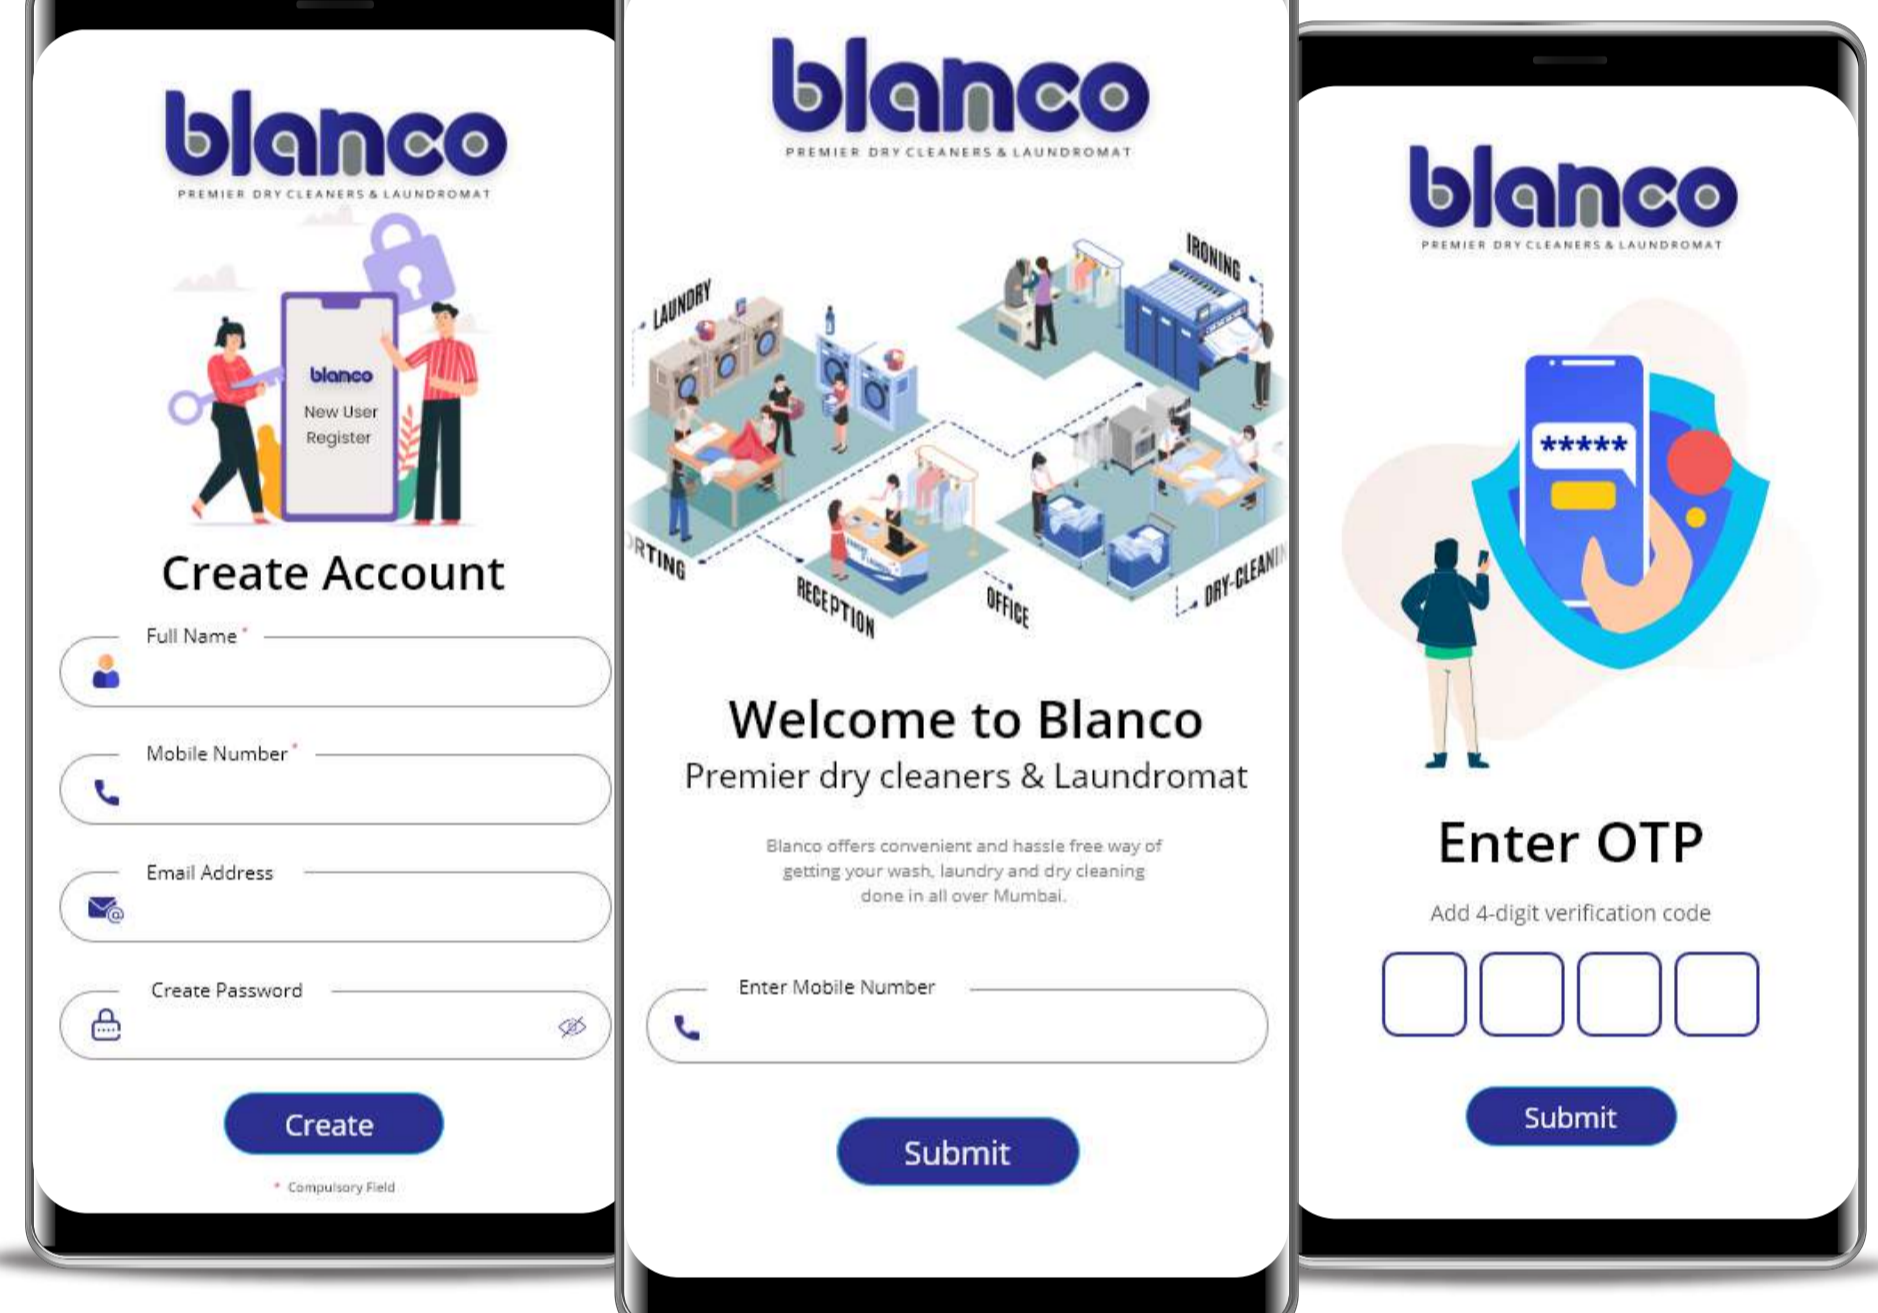 blanco
PREMIER DRY CLEANERS & LAUNDROMAT
blanco
New User
Register
Create Account
Full Name *
Mobile Number *
Email Address
Create Password
Create
* Compulsory Field
blanco
PREMIER DRY CLEANERS & LAUNDROMAT
IRONING
LAUNDRY
ORTING
RECEPTION
OFFICE
DRY-CLEANIN
Welcome to Blanco
Premier dry cleaners & Laundromat
Blanco offers convenient and hassle free way of
getting your wash, laundry and dry cleaning
done in all over Mumbai.
Enter Mobile Number
Submit
blanco
PREMIER DRY CLEANERS & LAUNDROMAT
*****
Enter OTP
Add 4-digit verification code
Submit